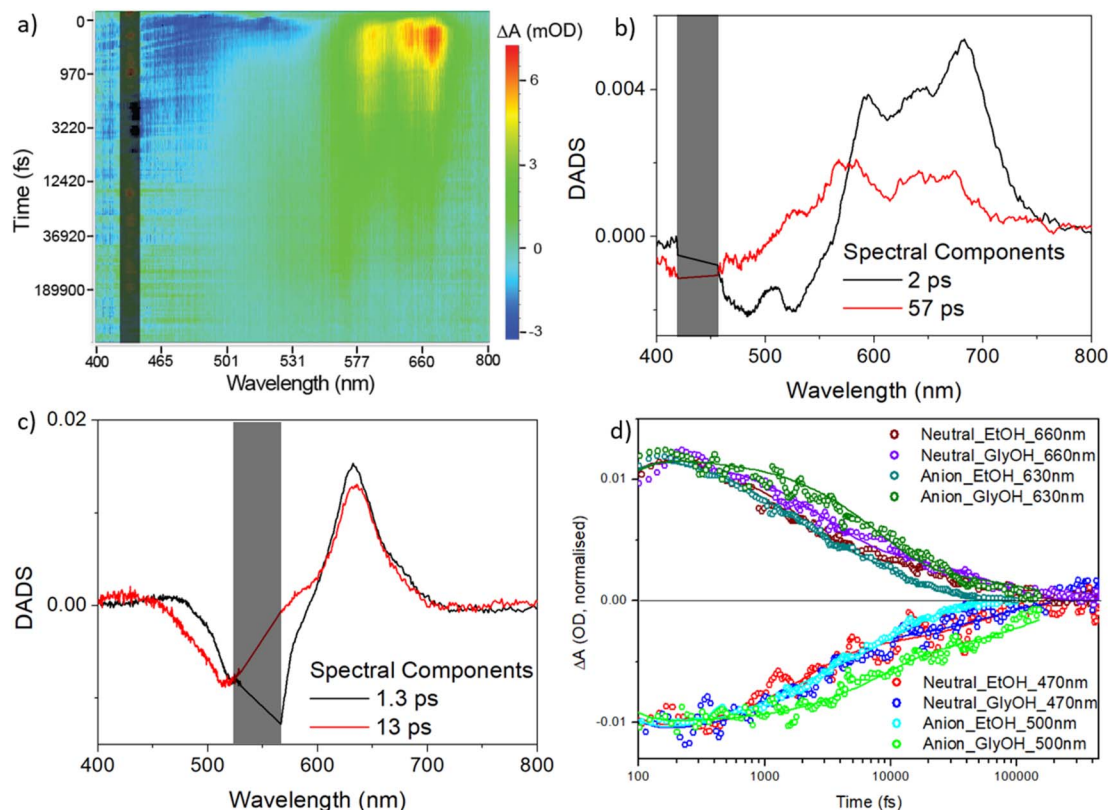 a)
0
970
3220
12420
36920
189900
Time (fs)
400 465 501 531 577 660 800
Wavelength (nm)
ΔA (mOD)
6
3
0
-3
b)
0.004
0.000
DADS
Spectral Components
2 ps
57 ps
400 500 600 700 800
Wavelength (nm)
c)
0.02
0.00
DADS
Spectral Components
1.3 ps
13 ps
400 500 600 700 800
Wavelength (nm)
d)
0.01
0.00
-0.01
ΔA (OD, normalised)
Neutral_EtOH_660nm
Neutral_GlyOH_660nm
Anion_EtOH_630nm
Anion_GlyOH_630nm
Neutral_EtOH_470nm
Neutral_GlyOH_470nm
Anion_EtOH_500nm
Anion_GlyOH_500nm
100 1000 10000 100000
Time (fs)